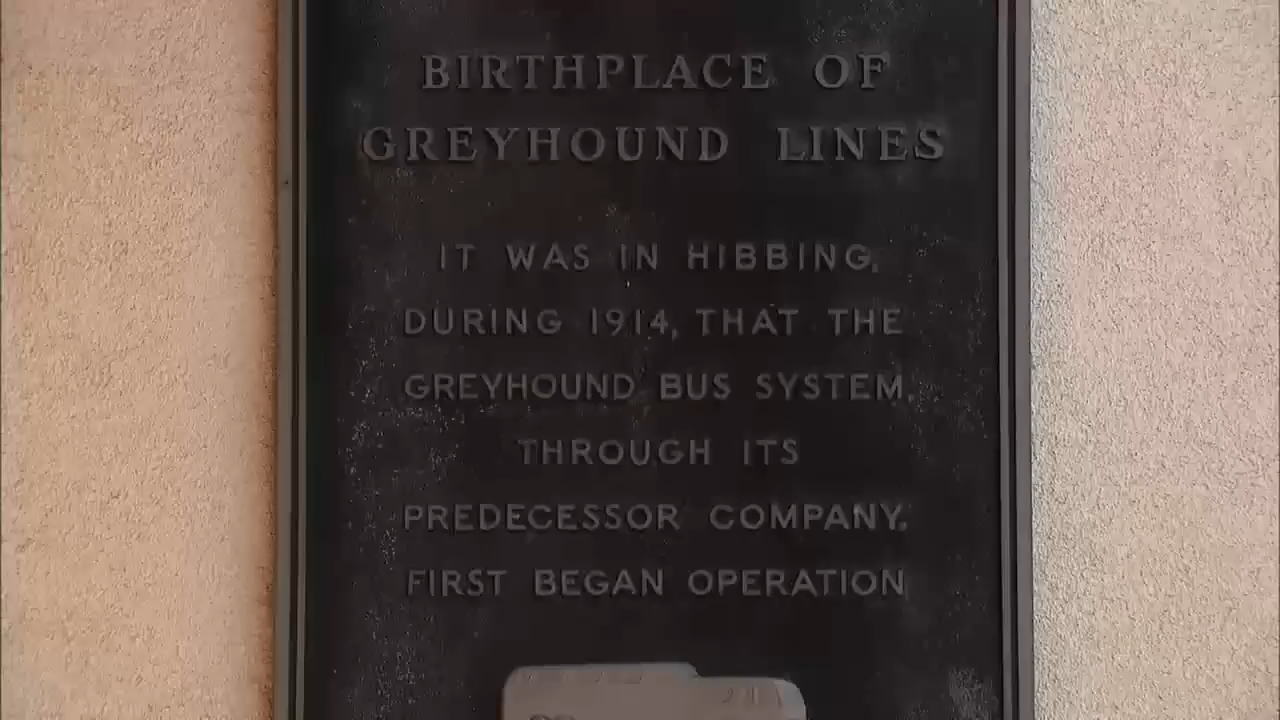 BIRTHPLACE OF
GREYHOUND LINES
IT WAS IN HIBBING,
DURING 1914, THAT THE
GREYHOUND BUS SYSTEM,
THROUGH ITS
PREDECESSOR COMPANY,
FIRST BEGAN OPERATION